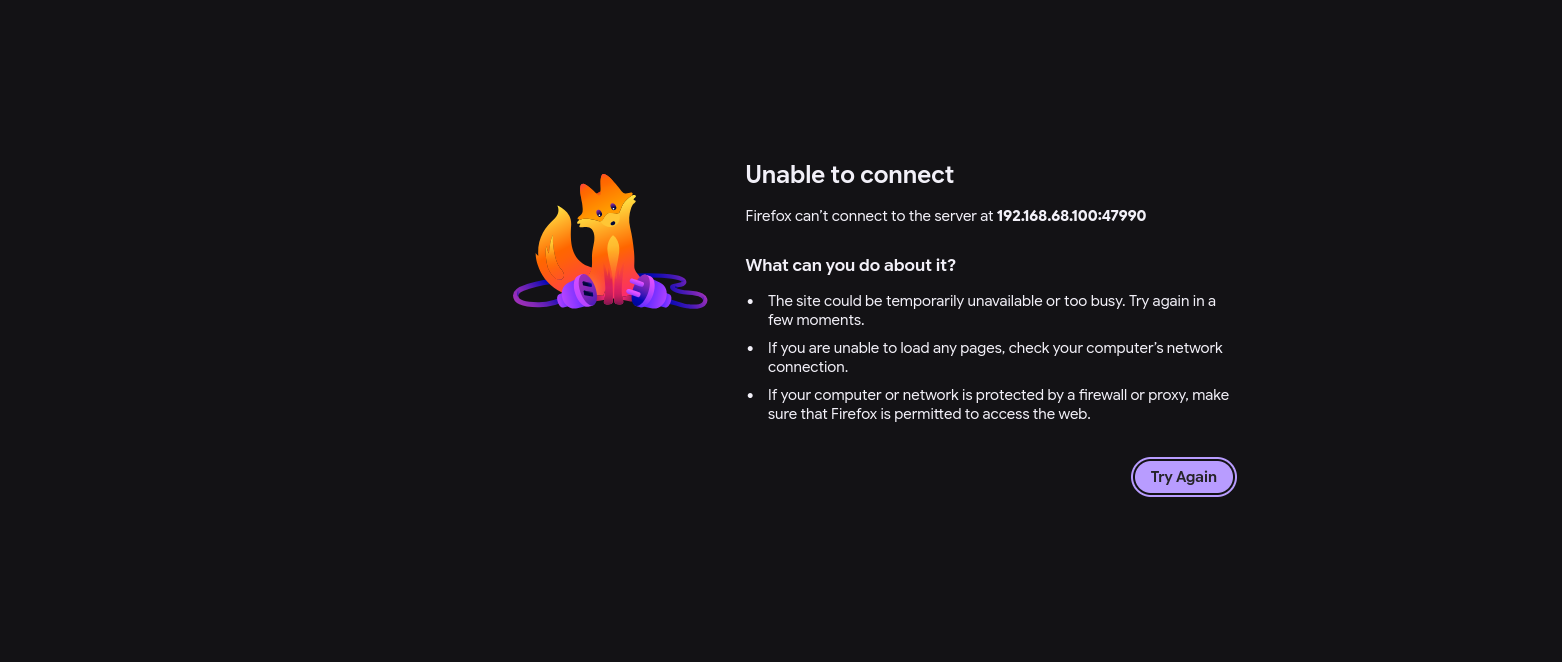 Unable to connect
Firefox can’t connect to the server at 192.168.68.100:47990
What can you do about it?
• The site could be temporarily unavailable or too busy. Try again in a
few moments.
• If you are unable to load any pages, check your computer’s network
connection.
• If your computer or network is protected by a firewall or proxy, make
sure that Firefox is permitted to access the web.
Try Again